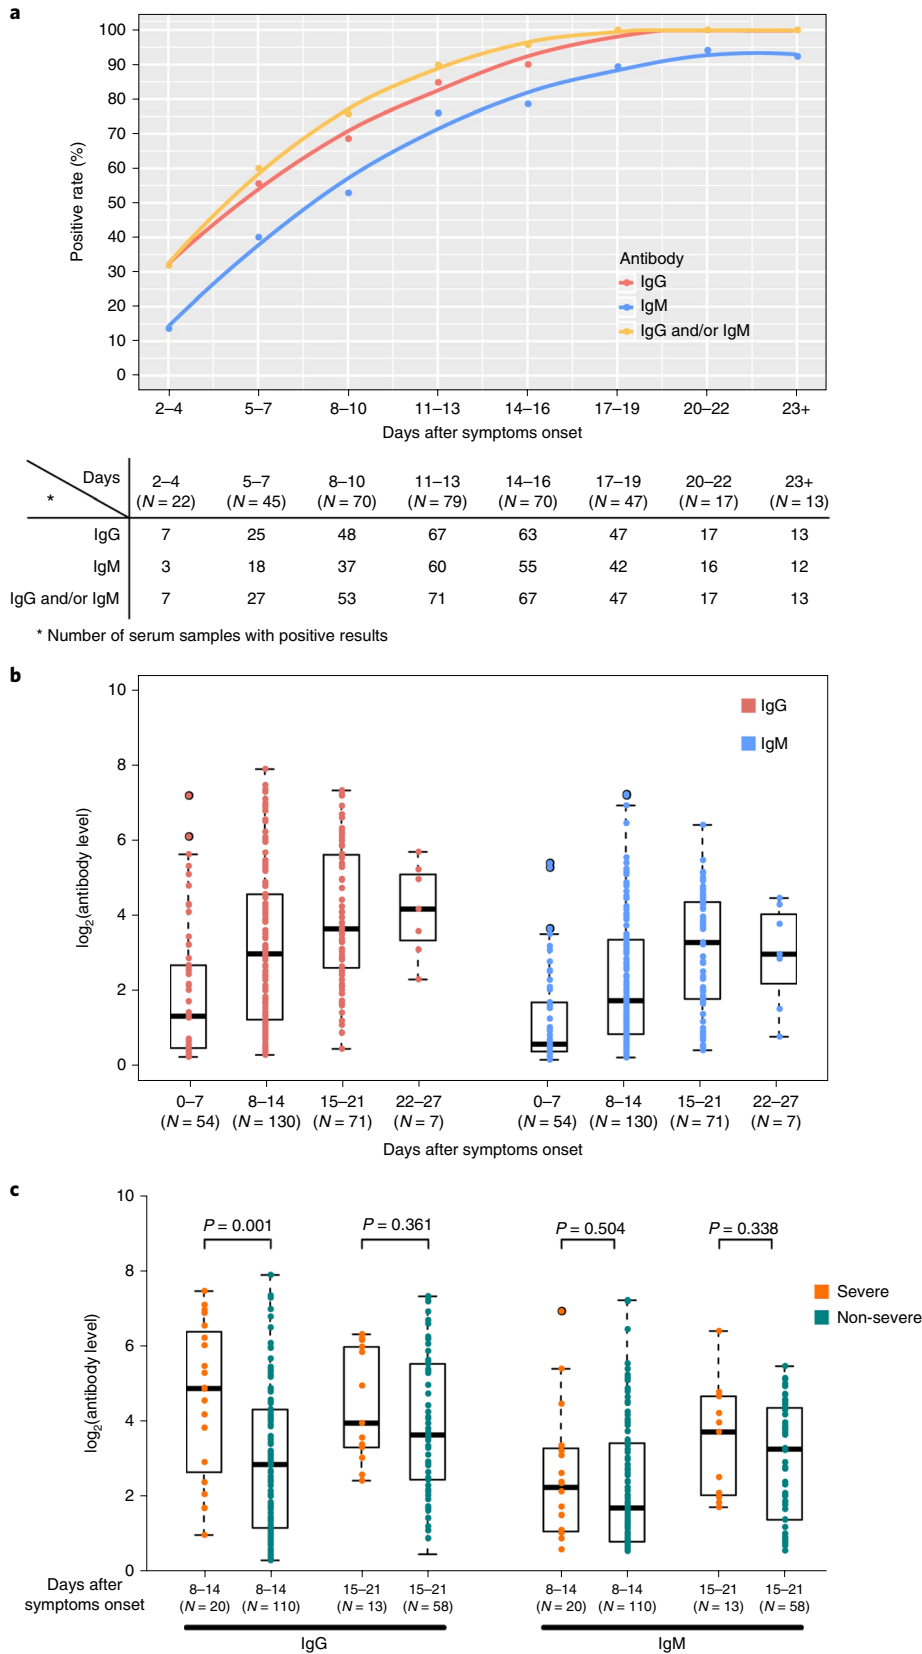 a
100
90
80
70
60
50
40
30
20
10
0
Positive rate (%)
Antibody
IgG
IgM
IgG and/or IgM
2–4 5–7 8–10 11–13 14–16 17–19 20–22 23+
Days after symptoms onset
Days 2–4 5–7 8–10 11–13 14–16 17–19 20–22 23+
* (N = 22) (N = 45) (N = 70) (N = 79) (N = 70) (N = 47) (N = 17) (N = 13)
IgG 7 25 48 67 63 47 17 13
IgM 3 18 37 60 55 42 16 12
IgG and/or IgM 7 27 53 71 67 47 17 13
* Number of serum samples with positive results
b
10
8
6
4
2
0
log2(antibody level)
IgG
IgM
0–7 8–14 15–21 22–27 0–7 8–14 15–21 22–27
(N = 54) (N = 130) (N = 71) (N = 7) (N = 54) (N = 130) (N = 71) (N = 7)
Days after symptoms onset
c
10
8
6
4
2
0
log2(antibody level)
P = 0.001 P = 0.361 P = 0.504 P = 0.338
Severe
Non-severe
Days after
symptoms onset
8–14 8–14 15–21 15–21 8–14 8–14 15–21 15–21
(N = 20) (N = 110) (N = 13) (N = 58) (N = 20) (N = 110) (N = 13) (N = 58)
IgG IgM